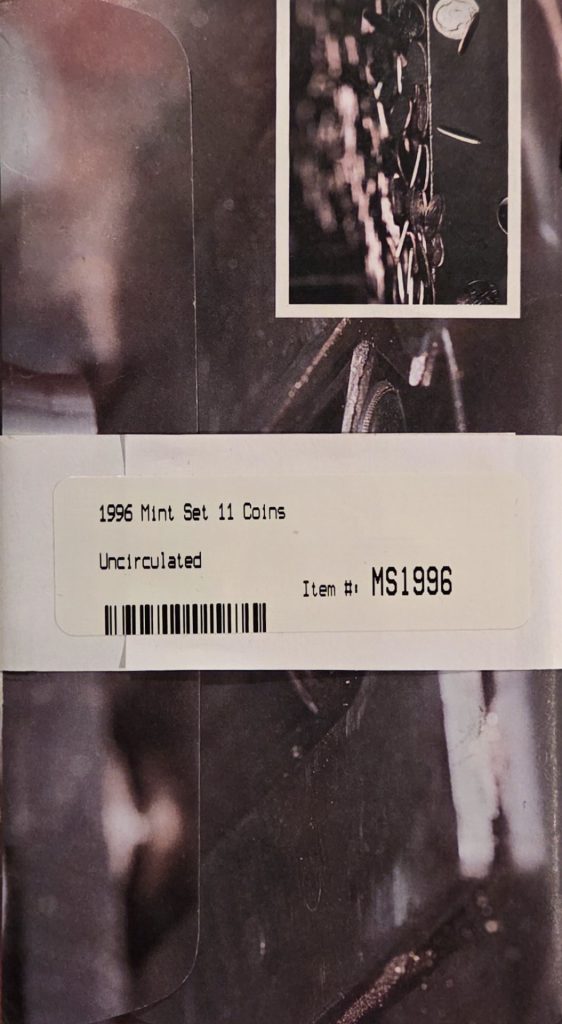 1996 Mint Set 11 Coins
Uncirculated
Item #: MS1996